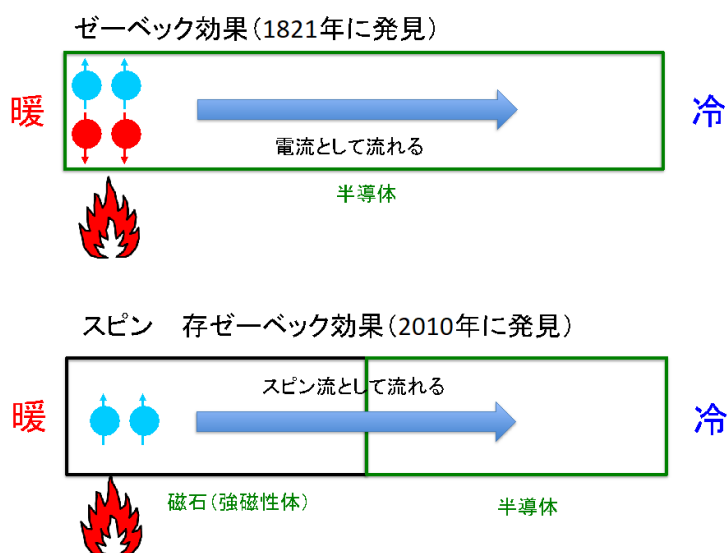 ゼーベック効果（1821年に発見）
暖
冷
電流として流れる
半導体
スピン　存ゼーベック効果（2010年に発見）
スピン流として流れる
暖
冷
磁石（強磁性体）
半導体